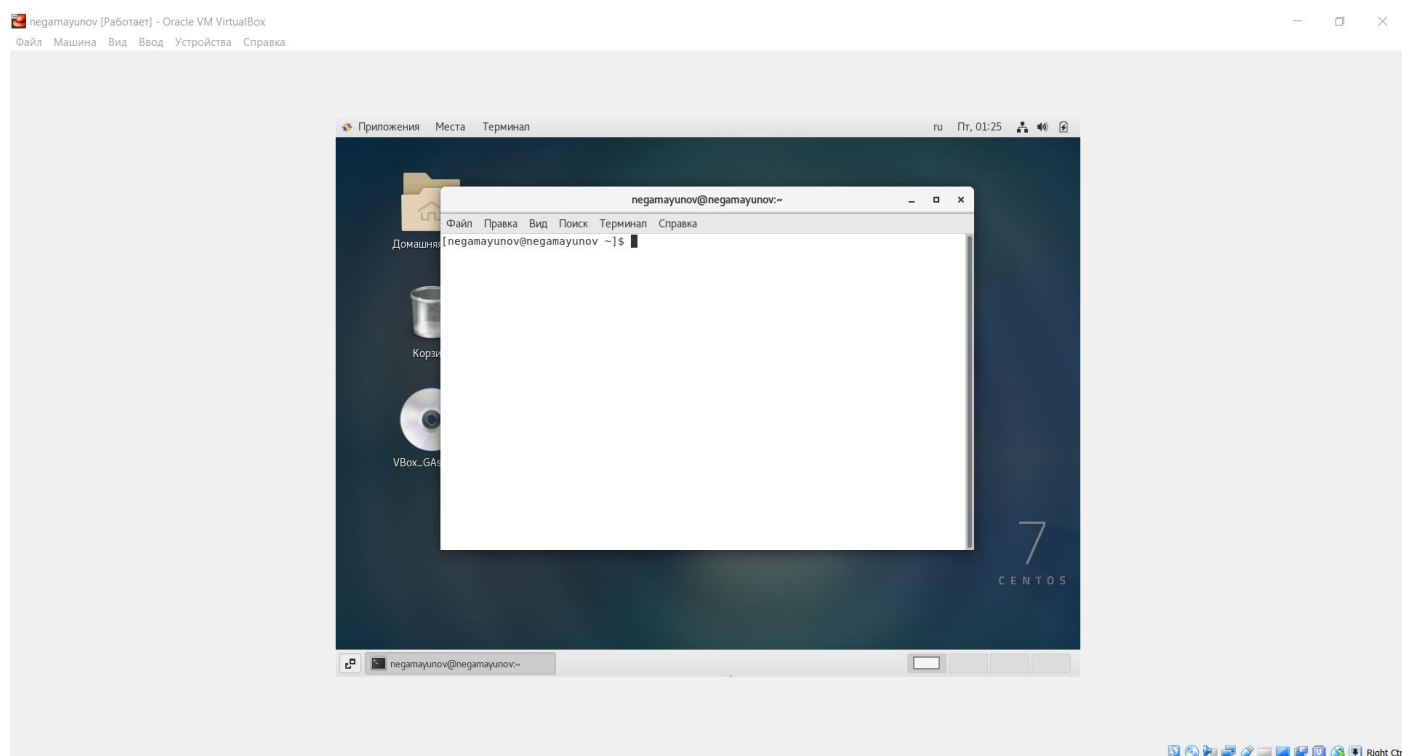 negamayunov [Работает] - Oracle VM VirtualBox
Файл Машина Вид Ввод Устройства Справка
Приложения Места Терминал ru Пт, 01:25
negamayunov@negamayunov:~
Файл Правка Вид Поиск Терминал Справка
[negamayunov@negamayunov ~]$
Домашняя
Корзи
VBox_GAs
7
CENTOS
negamayunov@negamayunov:~
Right Ctr